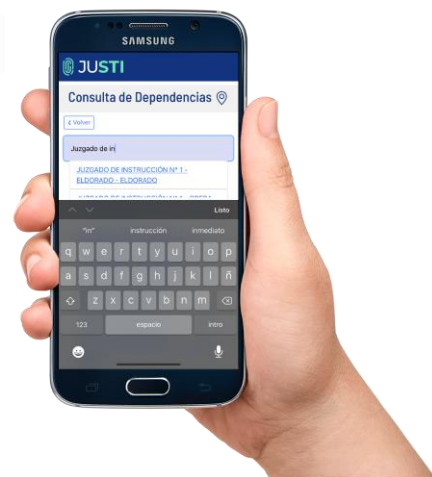 SAMSUNG
JUSTI
Consulta de Dependencias
< Volver
Juzgado de in
JUZGADO DE INSTRUCCIÓN N° 1 -
ELDORADO - ELDORADO
Listo
"in" instrucción inmediato
q w e r t y u i o p
a s d f g h j k l ñ
z x c v b n m
123 espacio intro